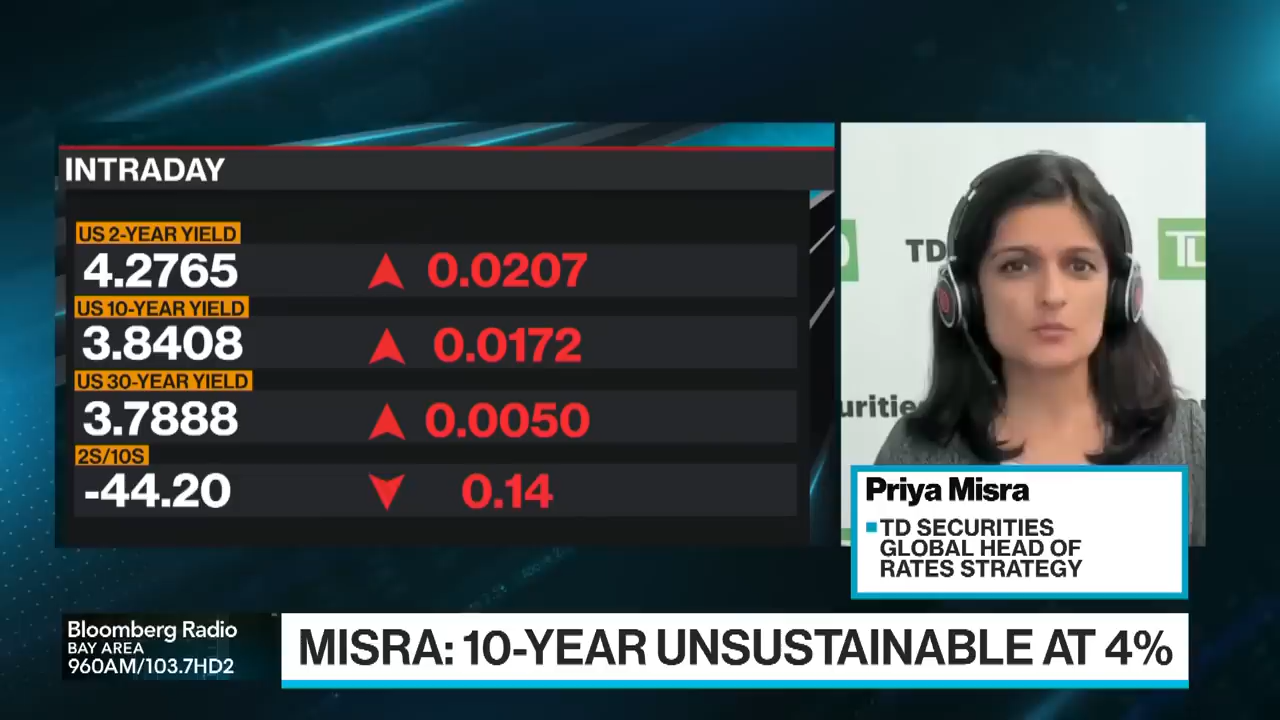 INTRADAY
US 2-YEAR YIELD
4.2765 ▲ 0.0207
US 10-YEAR YIELD
3.8408 ▲ 0.0172
US 30-YEAR YIELD
3.7888 ▲ 0.0050
2S/10S
-44.20 ▼ 0.14
TD
Priya Misra
TD SECURITIES
GLOBAL HEAD OF
RATES STRATEGY
Bloomberg Radio
BAY AREA
960AM/103.7HD2
MISRA: 10-YEAR UNSUSTAINABLE AT 4%